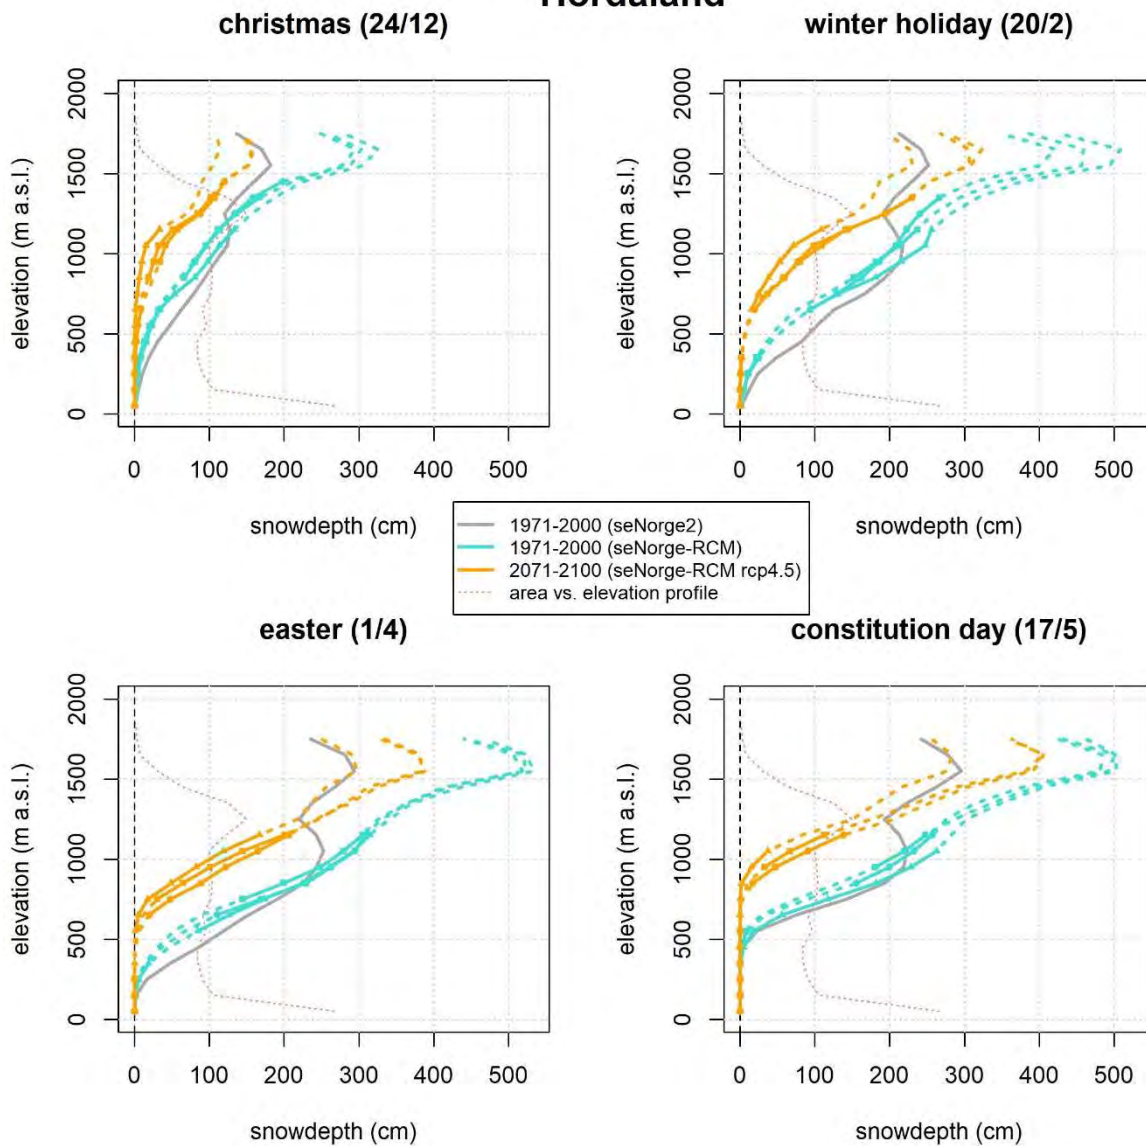 Hordaland
christmas (24/12)
winter holiday (20/2)
elevation (m a.s.l.)
0 500 1000 1500 2000
0 100 200 300 400 500
snowdepth (cm)
elevation (m a.s.l.)
0 500 1000 1500 2000
0 100 200 300 400 500
snowdepth (cm)
1971-2000 (seNorge2)
1971-2000 (seNorge-RCM)
2071-2100 (seNorge-RCM rcp4.5)
area vs. elevation profile
easter (1/4)
constitution day (17/5)
elevation (m a.s.l.)
0 500 1000 1500 2000
0 100 200 300 400 500
snowdepth (cm)
elevation (m a.s.l.)
0 500 1000 1500 2000
0 100 200 300 400 500
snowdepth (cm)